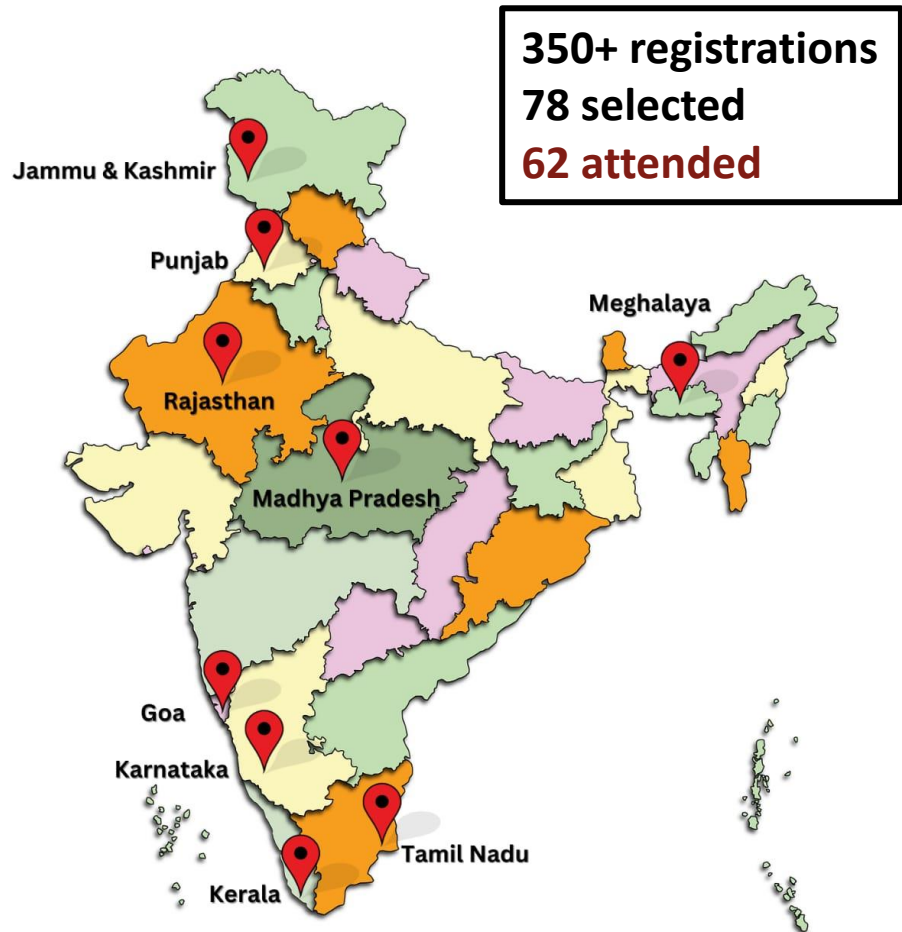 350+ registrations
78 selected
62 attended
Jammu & Kashmir
Punjab
Meghalaya
Rajasthan
Madhya Pradesh
Goa
Karnataka
Tamil Nadu
Kerala